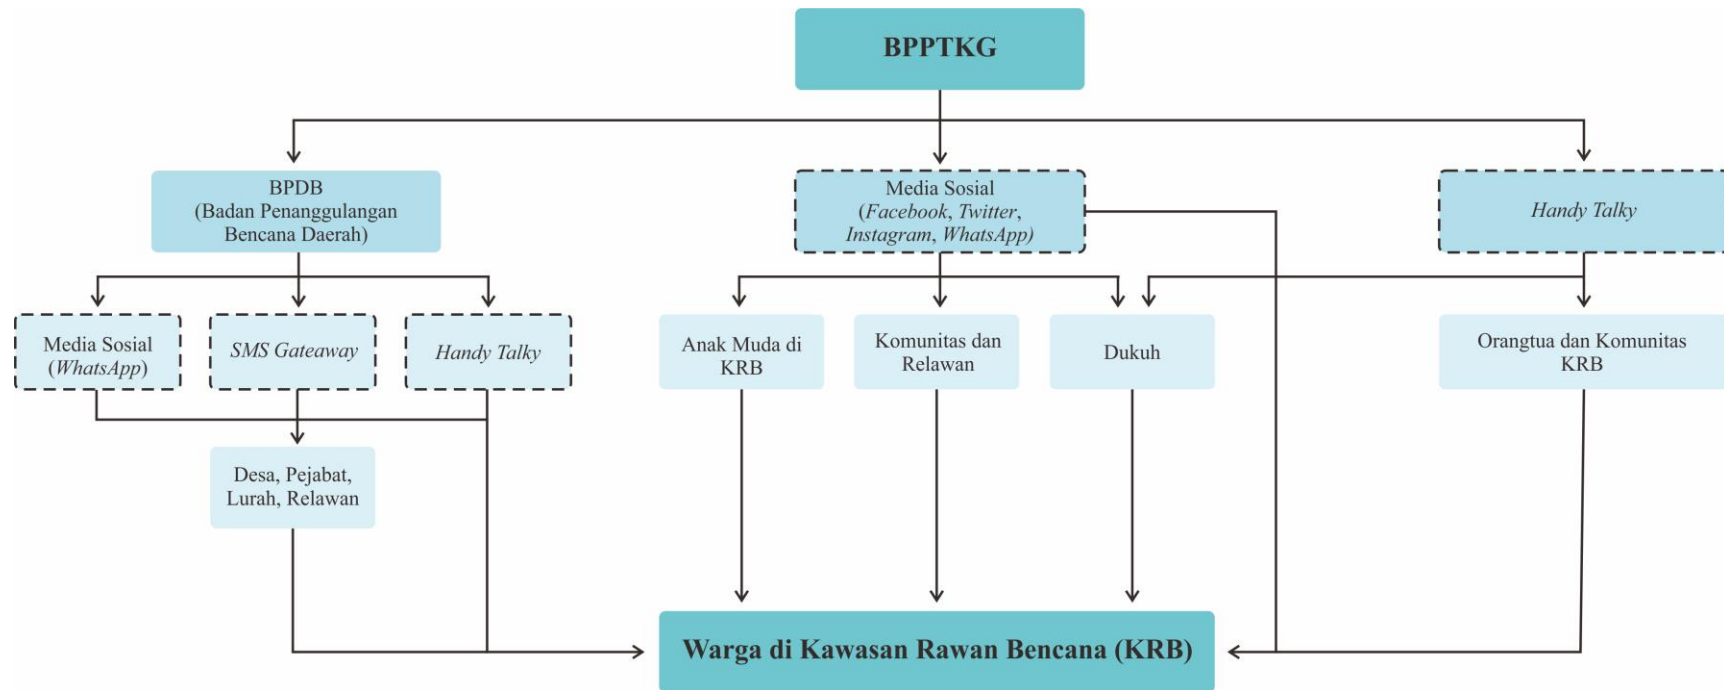 BPPTKG
BPDB
(Badan Penanggulangan
Bencana Daerah)
Media Sosial
(Facebook, Twitter,
Instagram, WhatsApp)
Handy Talky
Media Sosial
(WhatsApp)
SMS Gateaway
Handy Talky
Anak Muda di
KRB
Komunitas dan
Relawan
Dukuh
Orangtua dan Komunitas
KRB
Desa, Pejabat,
Lurah, Relawan
Warga di Kawasan Rawan Bencana (KRB)